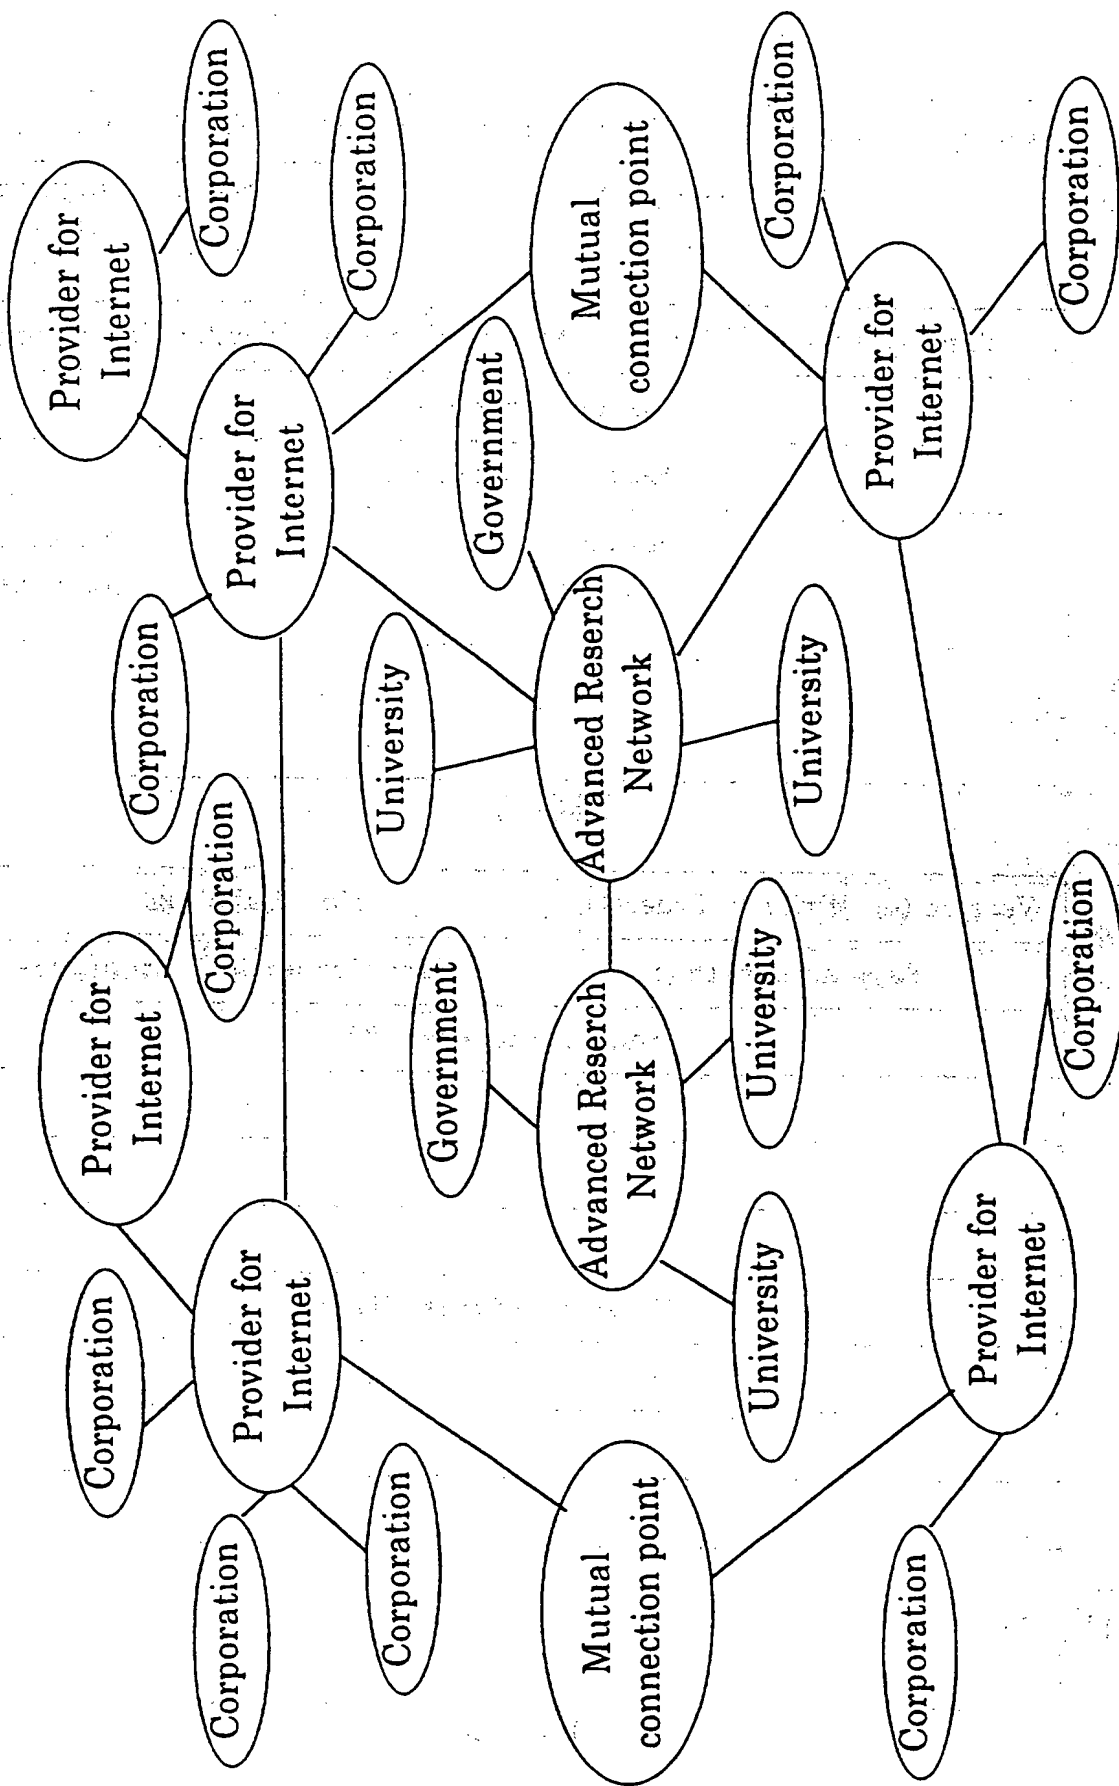 Provider for
Internet
Corporation
Provider for
Internet
Corporation
Corporation
Corporation
Corporation
Provider for
Internet
Provider for
Internet
Corporation
University
Corporation
Government
Government
Mutual
connection point
Advanced Reserch
Network
Advanced Reserch
Network
Mutual
connection point
University
University
Corporation
University
Provider for
Internet
Corporation
Provider for
Internet
Corporation
Corporation